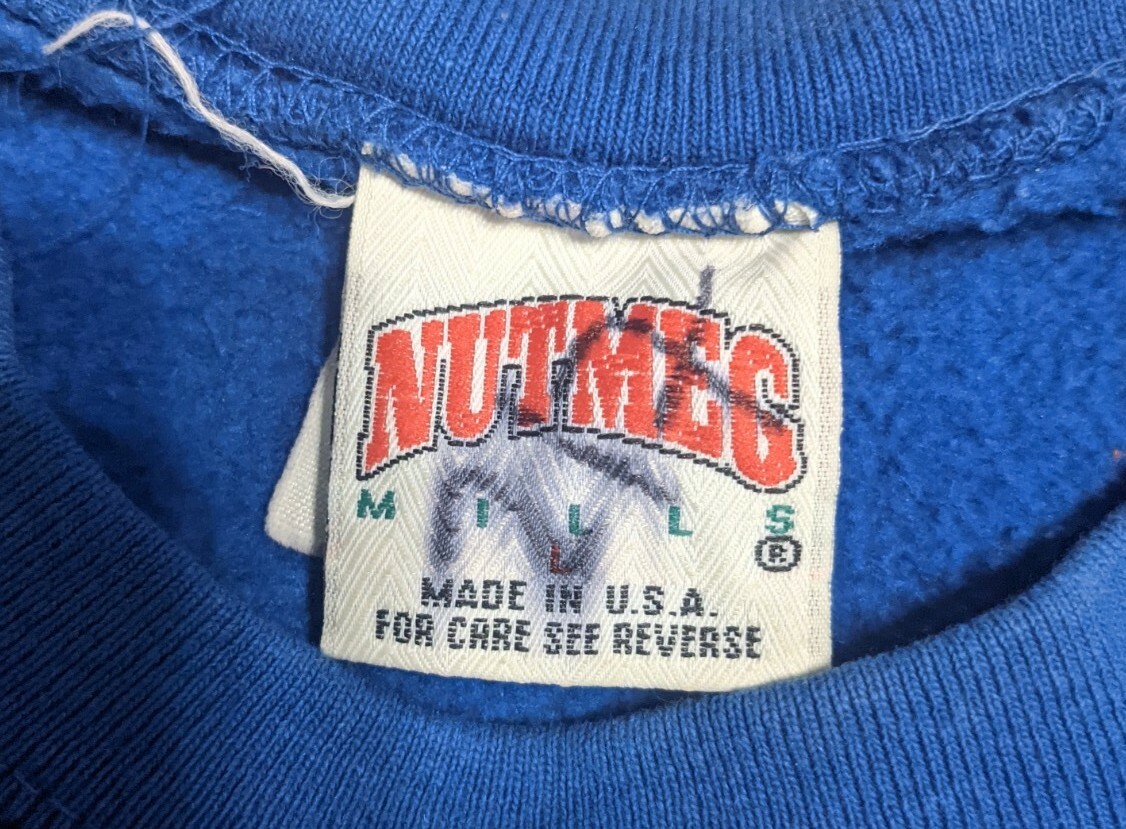 NUTMEG
MILLS
®
L
MADE IN U.S.A.
FOR CARE SEE REVERSE